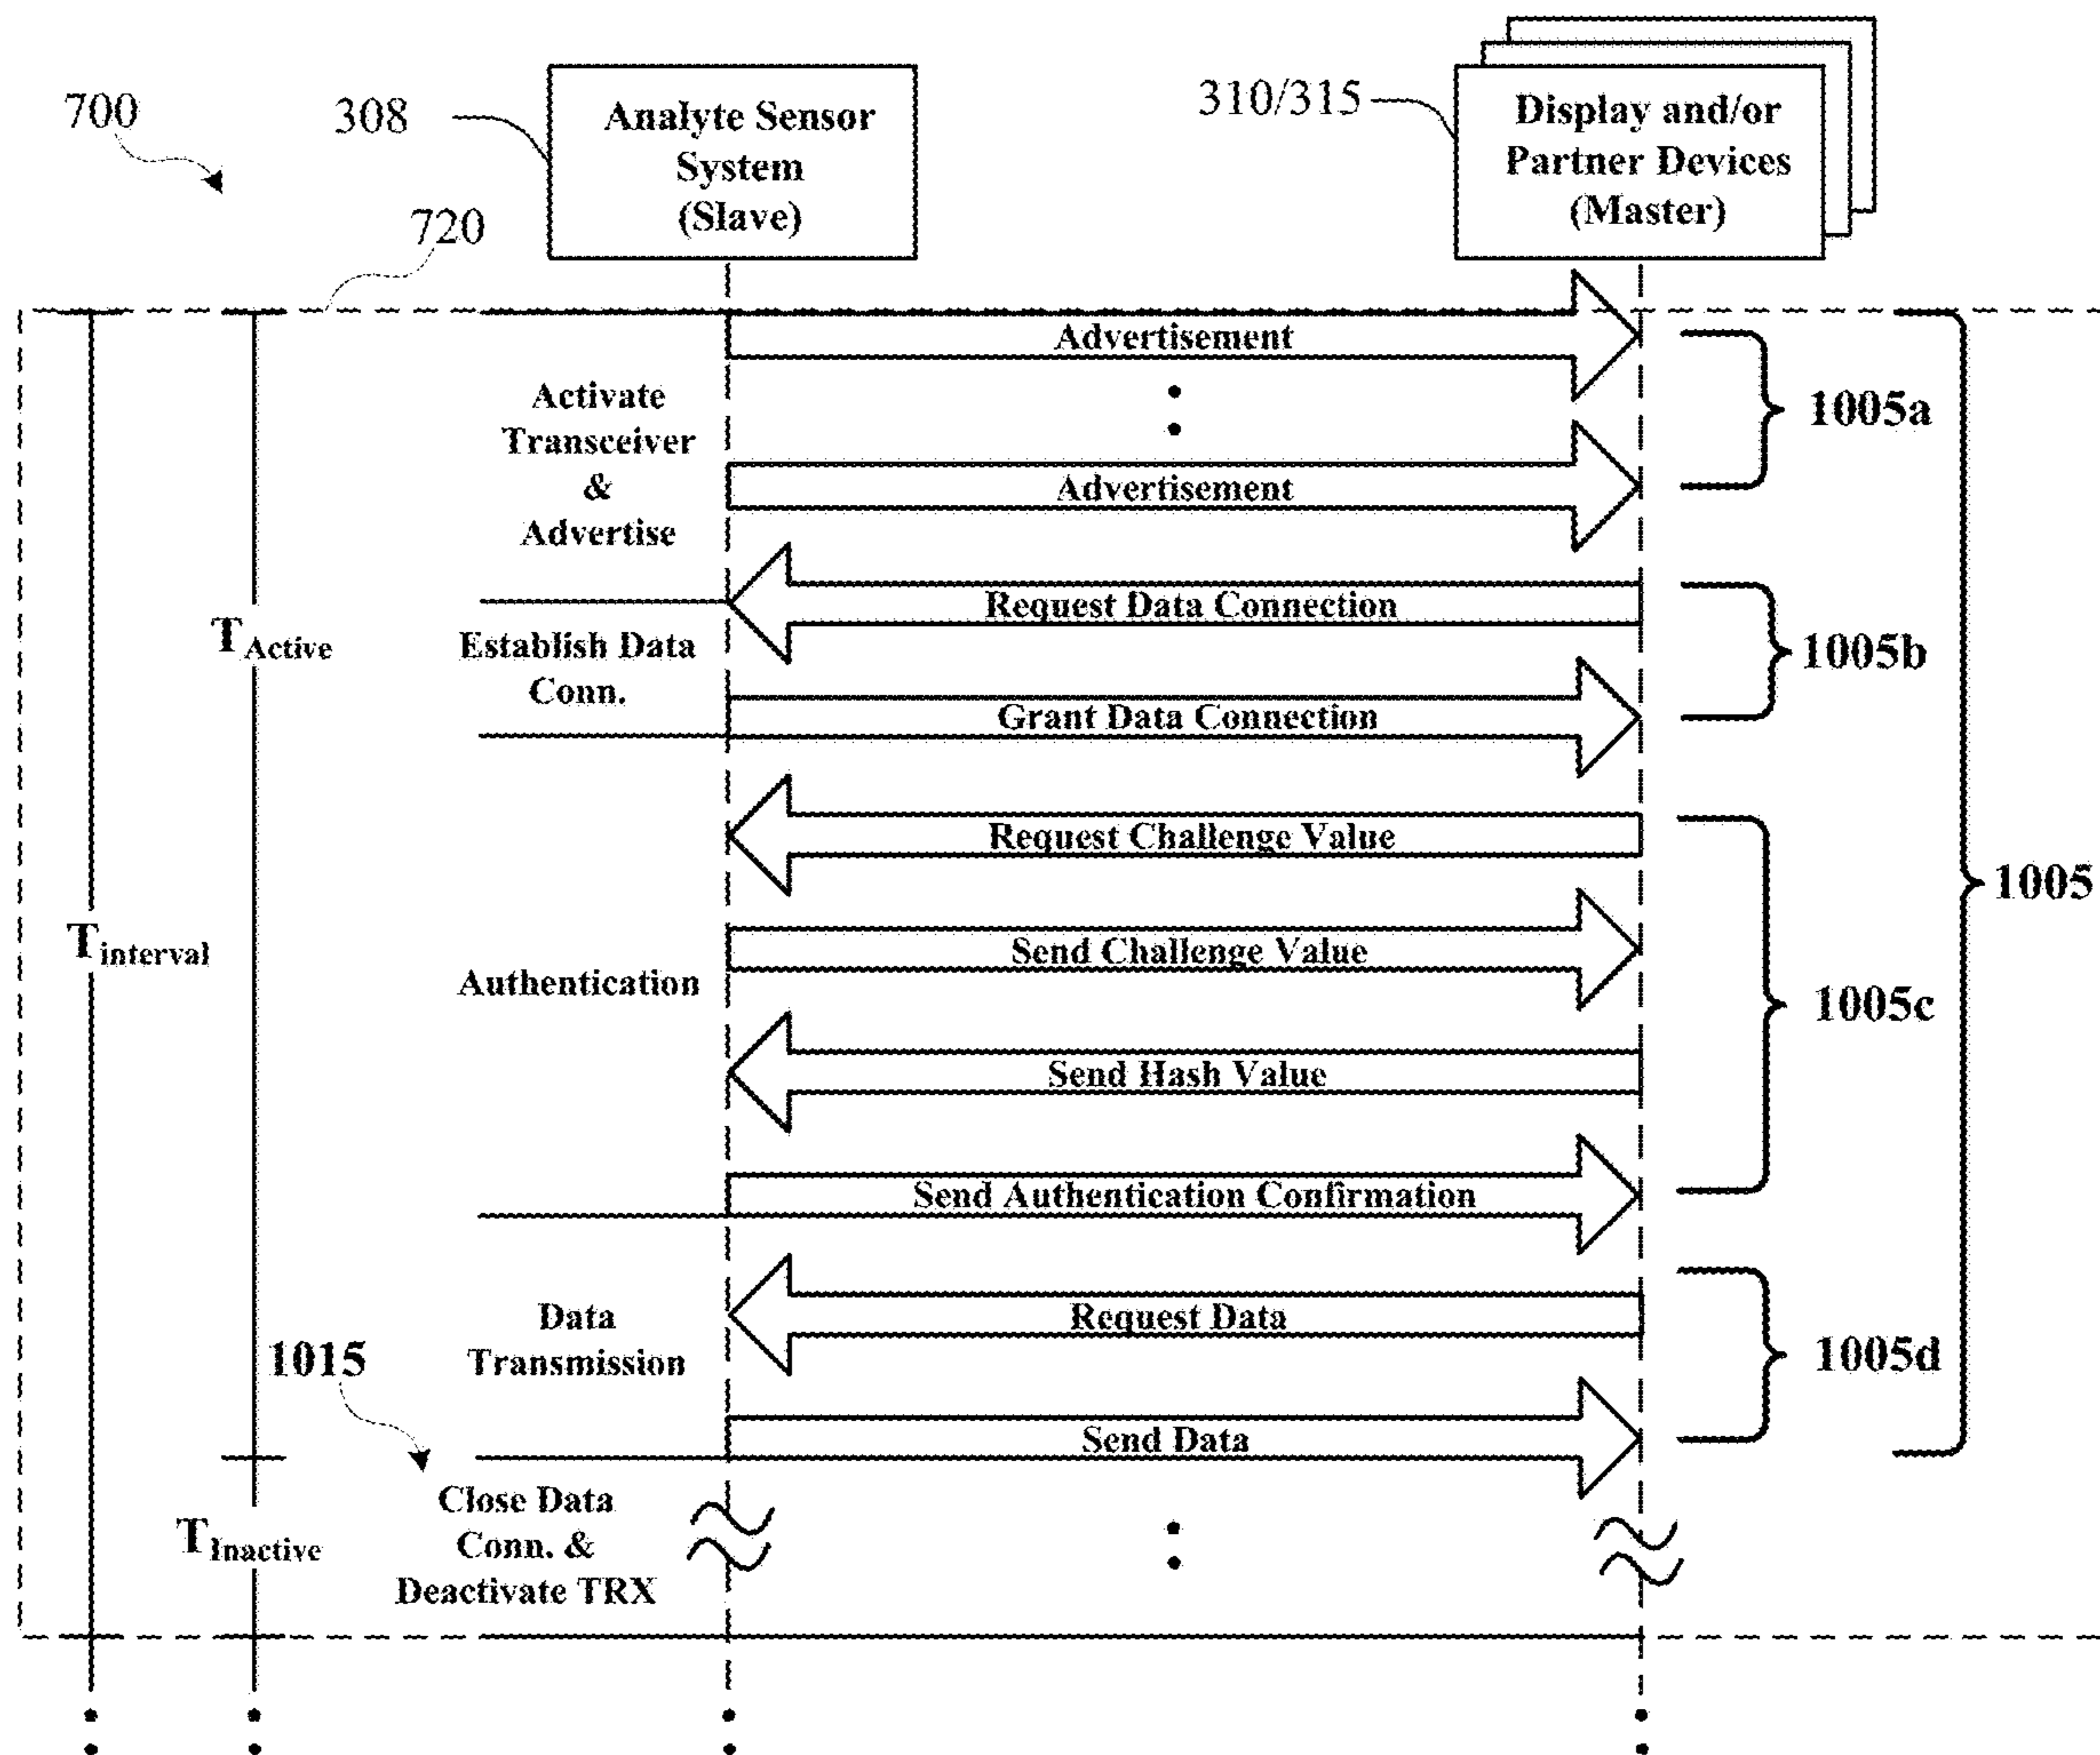 700
308
Analyte Sensor
System
(Slave)
310/315
Display and/or
Partner Devices
(Master)
720
Advertisement
Activate
Transceiver
&
Advertise
1005a
Advertisement
Request Data Connection
T Active
Establish Data
Conn.
1005b
Grant Data Connection
Request Challenge Value
1005
T interval
Send Challenge Value
Authentication
1005c
Send Hash Value
Send Authentication Confirmation
Request Data
Data
Transmission
1015
1005d
Send Data
Close Data
Conn. &
Deactivate TRX
T Inactive